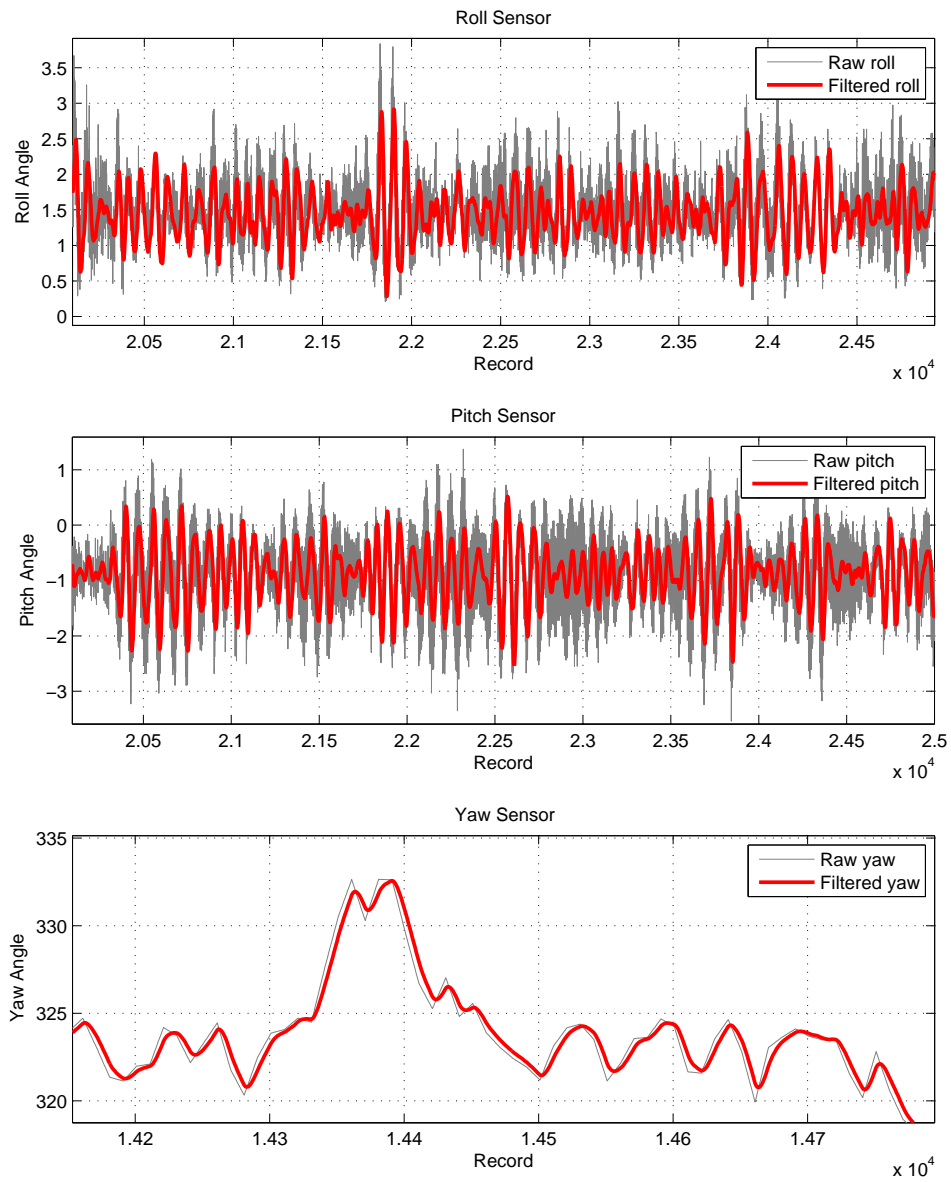 Roll Sensor
Raw roll
Filtered roll
Roll Angle
3.5
3
2.5
2
1.5
1
0.5
0
2.05 2.1 2.15 2.2 2.25 2.3 2.35 2.4 2.45
Record
x 10^4
Pitch Sensor
Raw pitch
Filtered pitch
Pitch Angle
1
0
−1
−2
−3
2.05 2.1 2.15 2.2 2.25 2.3 2.35 2.4 2.45 2.5
Record
x 10^4
Yaw Sensor
Raw yaw
Filtered yaw
Yaw Angle
335
330
325
320
1.42 1.43 1.44 1.45 1.46 1.47
Record
x 10^4